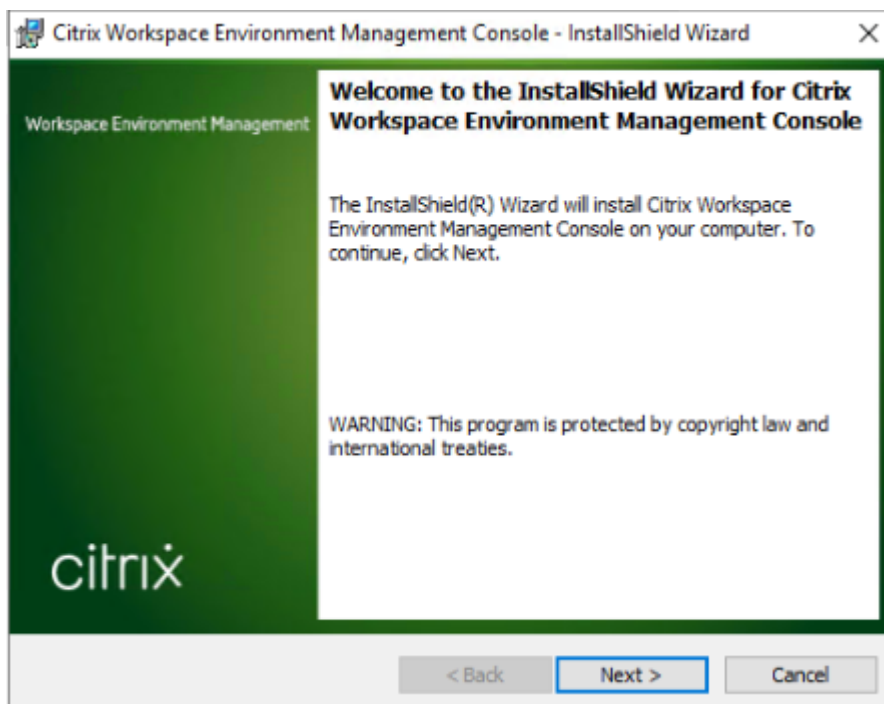 Citrix Workspace Environment Management Console - InstallShield Wizard
Workspace Environment Management
Welcome to the InstallShield Wizard for Citrix
Workspace Environment Management Console
The InstallShield(R) Wizard will install Citrix Workspace
Environment Management Console on your computer. To
continue, click Next.
WARNING: This program is protected by copyright law and
international treaties.
citrix
< Back
Next >
Cancel